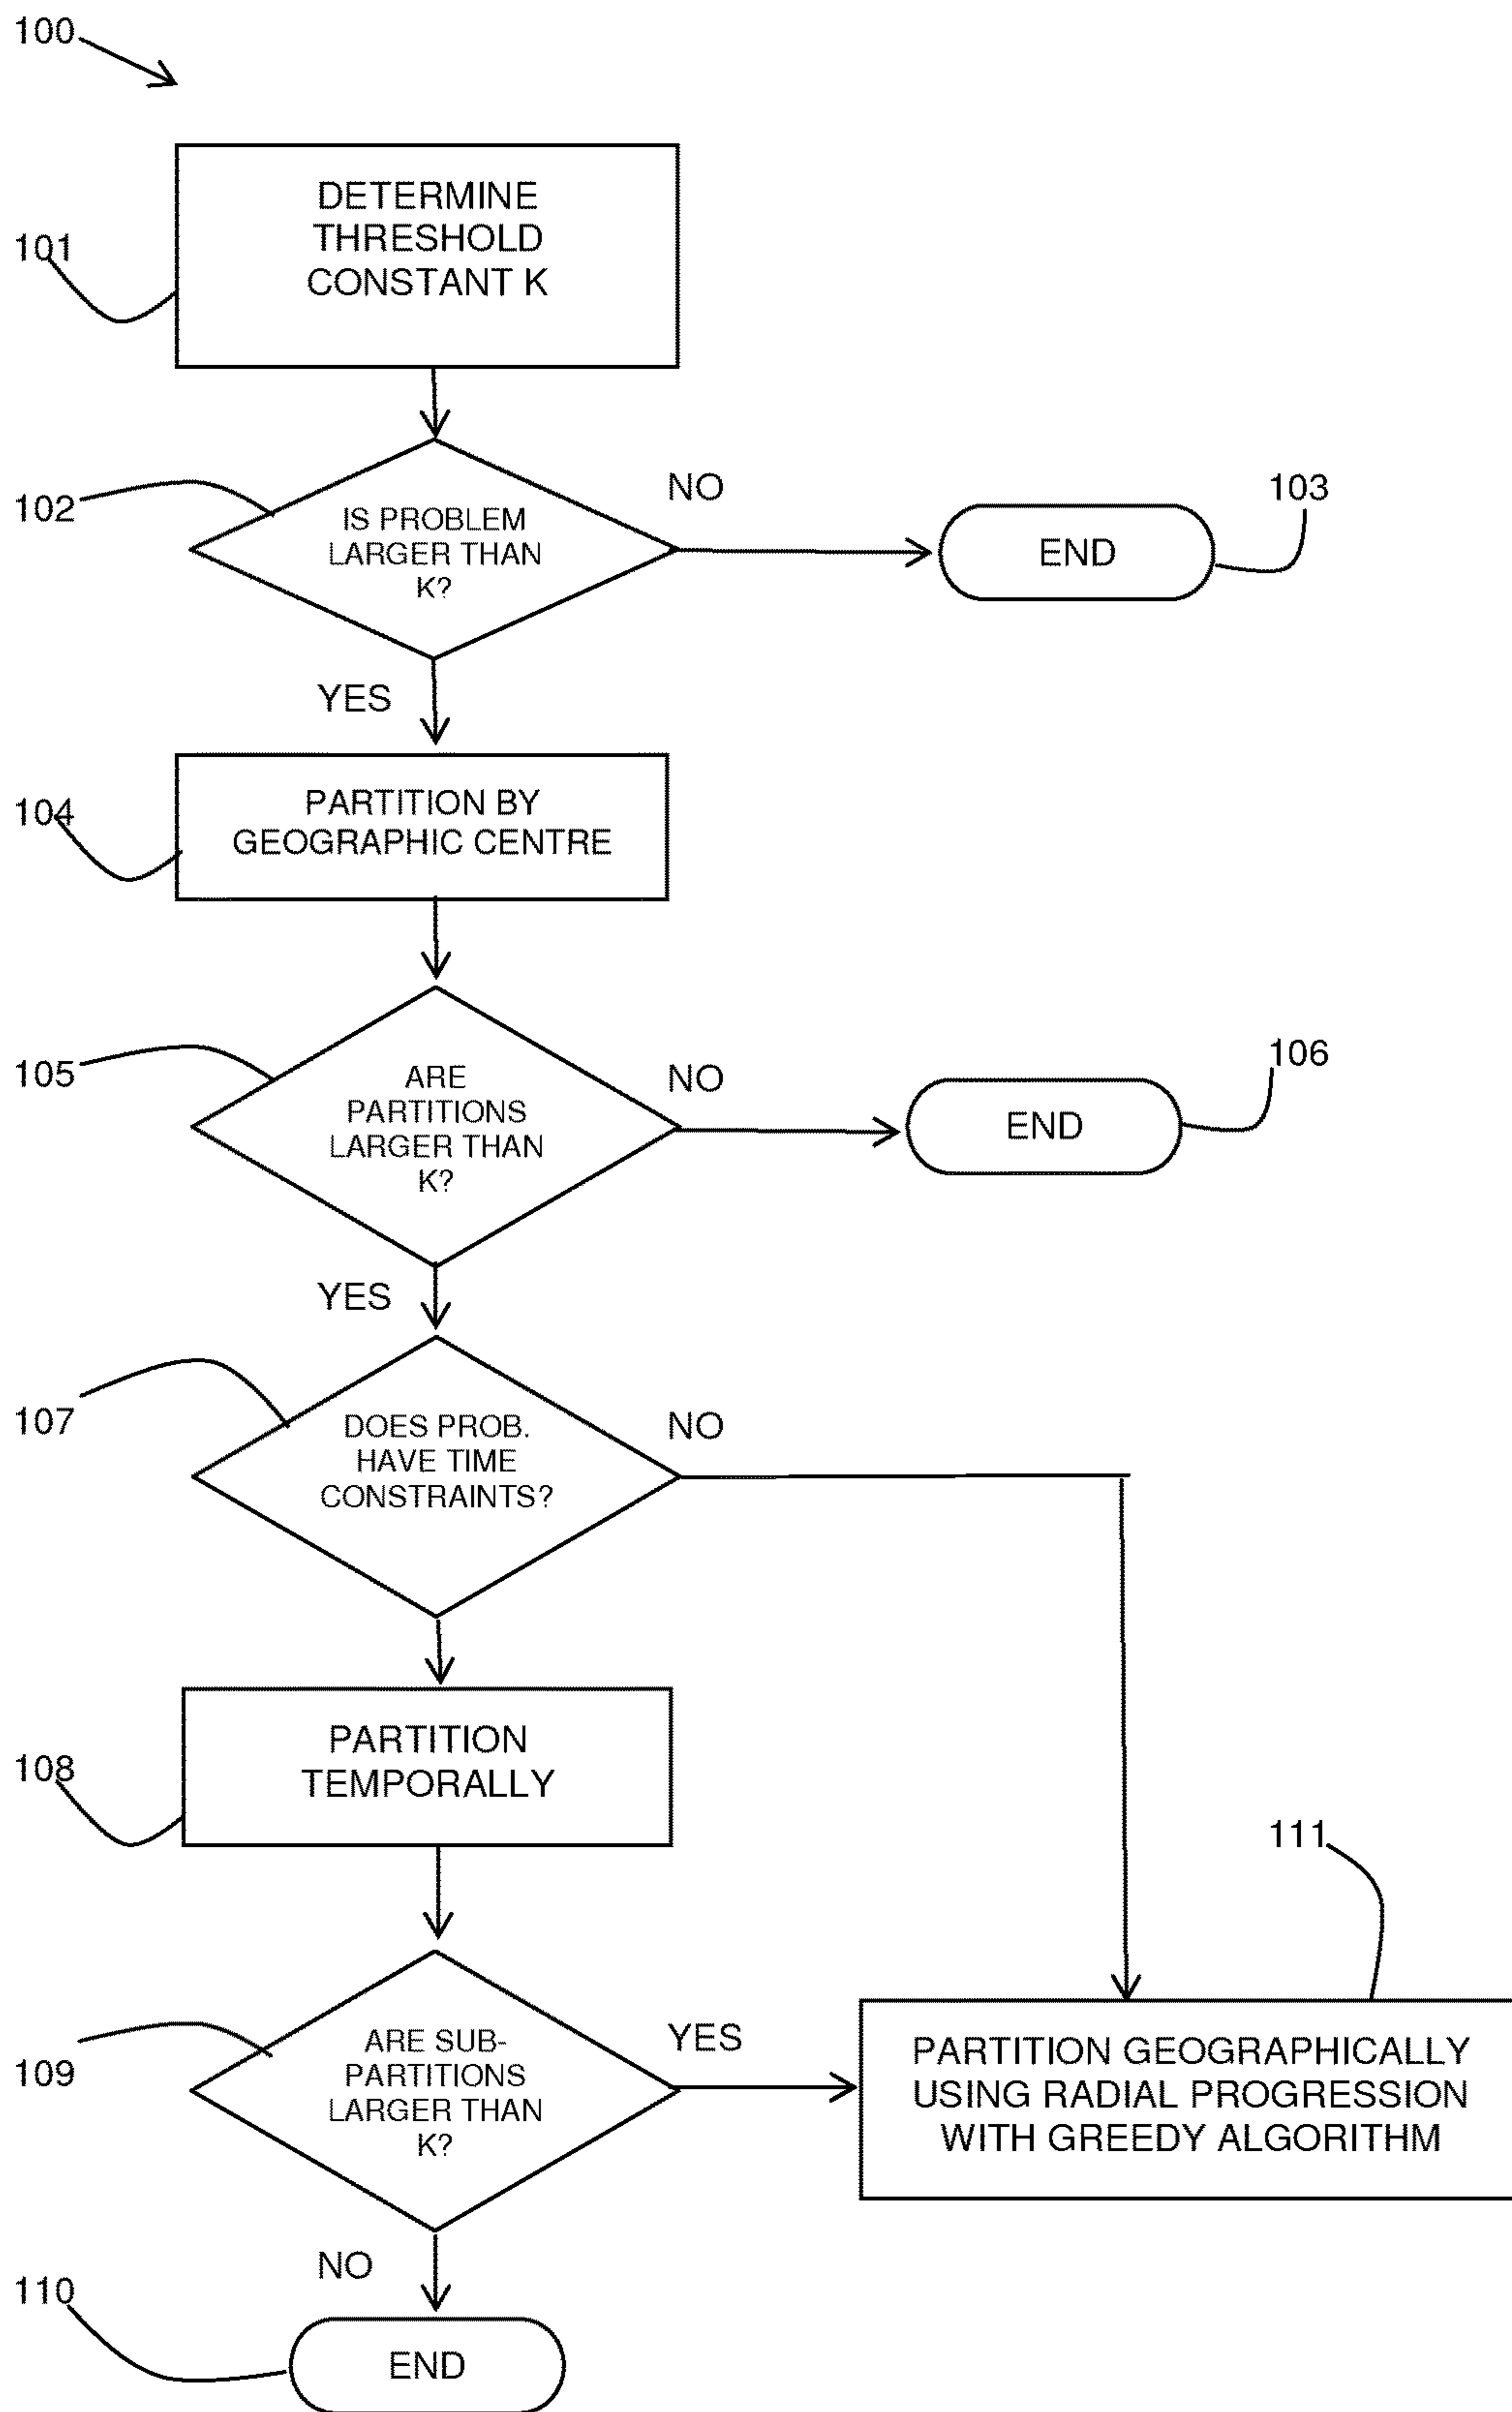 100
DETERMINE
THRESHOLD
CONSTANT K
101
102
IS PROBLEM
LARGER THAN
K?
NO
END
103
YES
PARTITION BY
GEOGRAPHIC CENTRE
104
105
ARE
PARTITIONS
LARGER THAN
K?
NO
END
106
YES
107
DOES PROB.
HAVE TIME
CONSTRAINTS?
NO
PARTITION
TEMPORALLY
108
111
109
ARE SUB-
PARTITIONS
LARGER THAN
K?
YES
PARTITION GEOGRAPHICALLY
USING RADIAL PROGRESSION
WITH GREEDY ALGORITHM
NO
110
END